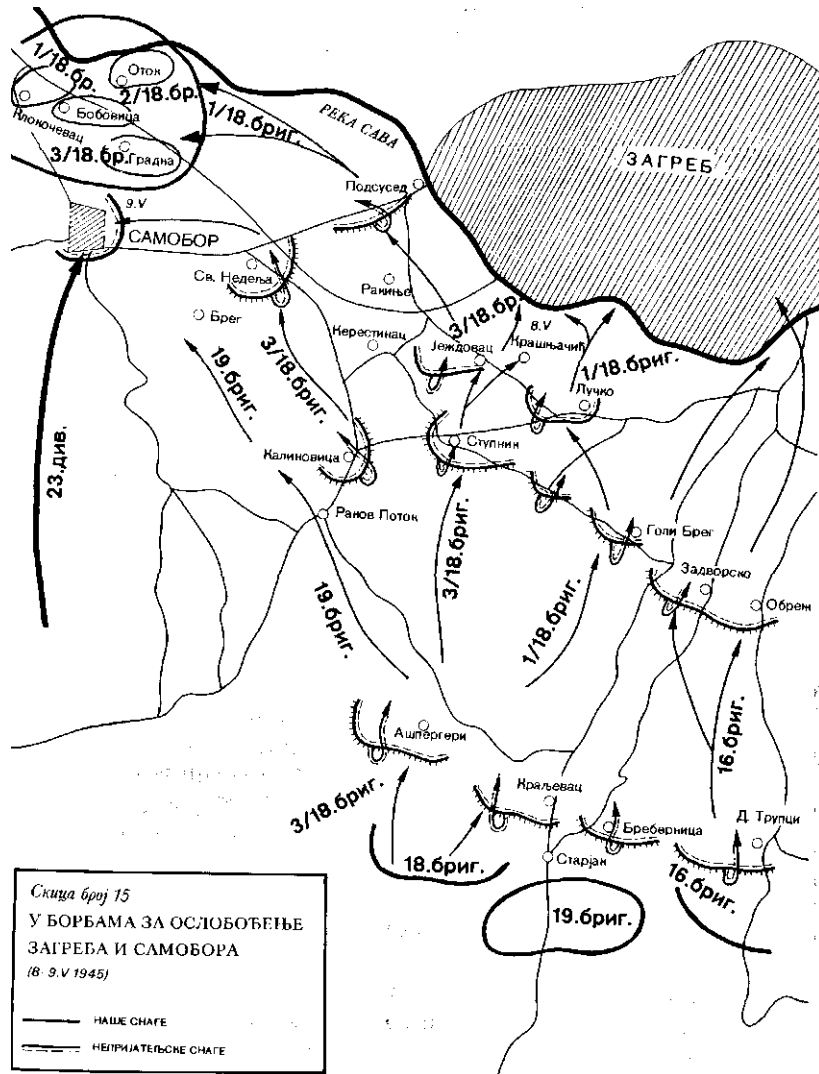 1/18.бр.
Оток
2/18.бр.
1/18.бриг.
Клокочевац
Бобовица
3/18.бр.
Градна
РЕКА САВА
ЗАГРЕБ
Подсусед
9.V
САМОБОР
Св. Недеља
Ракиње
Брег
Керестинац
3/18.бр.
8.V
Јеждовац
Крашњачић
1/18.бриг.
Лучко
19.бриг.
3/18.бриг.
23.див.
Калиновица
Ступник
Ранов Поток
Голи Брег
Задворско
Обреж
19.бриг.
3/18.бриг.
1/18.бриг.
16.бриг.
Ашпергери
3/18.бриг.
Краљевац
Бреберница
Д. Трупци
18.бриг.
Старјак
16.бриг.
19.бриг.
Скица број 15
У БОРБАМА ЗА ОСЛОБОЂЕЊЕ
ЗАГРЕБА И САМОБОРА
(8-9.V 1945)
НАШЕ СНАГЕ
НЕПРИЈАТЕЉСКЕ СНАГЕ